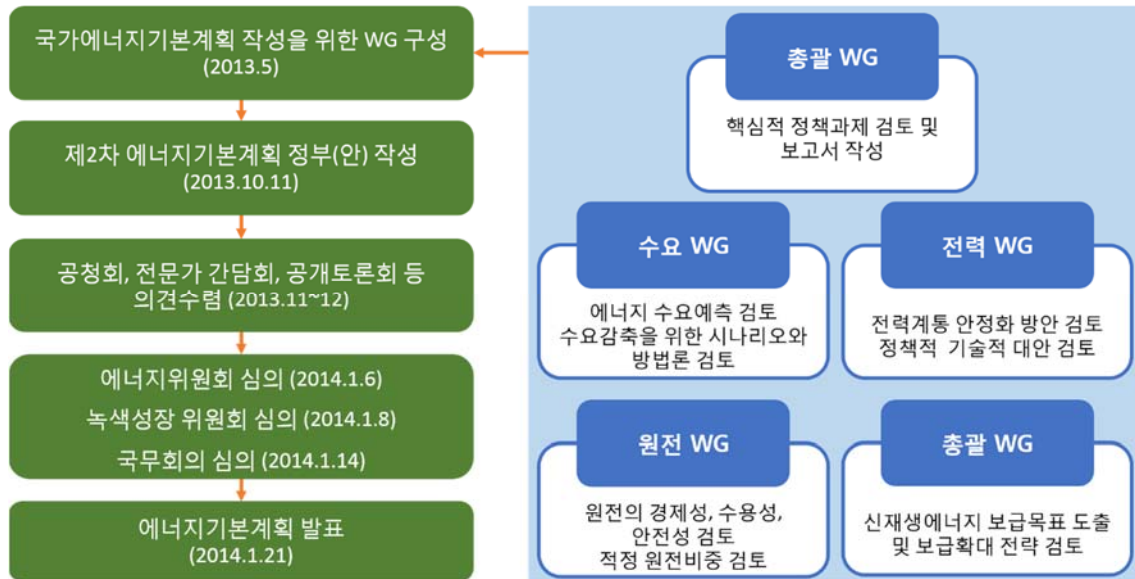 국가에너지기본계획 작성을 위한 WG 구성
(2013.5)
제2차 에너지기본계획 정부(안) 작성
(2013.10.11)
공청회, 전문가 간담회, 공개토론회 등
의견수렴 (2013.11~12)
에너지위원회 심의 (2014.1.6)
녹색성장 위원회 심의 (2014.1.8)
국무회의 심의 (2014.1.14)
에너지기본계획 발표
(2014.1.21)
총괄 WG
핵심적 정책과제 검토 및
보고서 작성
수요 WG
에너지 수요예측 검토
수요감축을 위한 시나리오와
방법론 검토
전력 WG
전력계통 안정화 방안 검토
정책적 기술적 대안 검토
원전 WG
원전의 경제성, 수용성,
안전성 검토
적정 원전비중 검토
총괄 WG
신재생에너지 보급목표 도출
및 보급확대 전략 검토